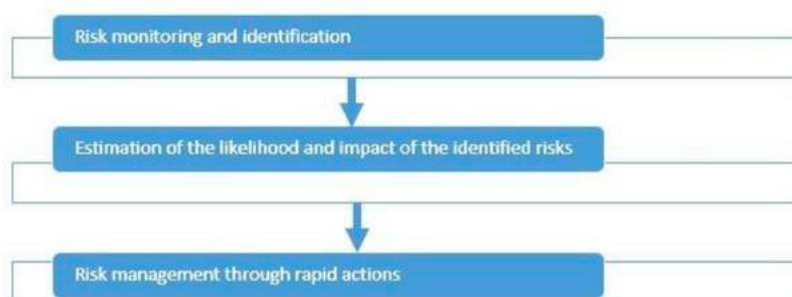 Risk monitoring and identification
Estimation of the likelihood and impact of the identified risks
Risk management through rapid actions